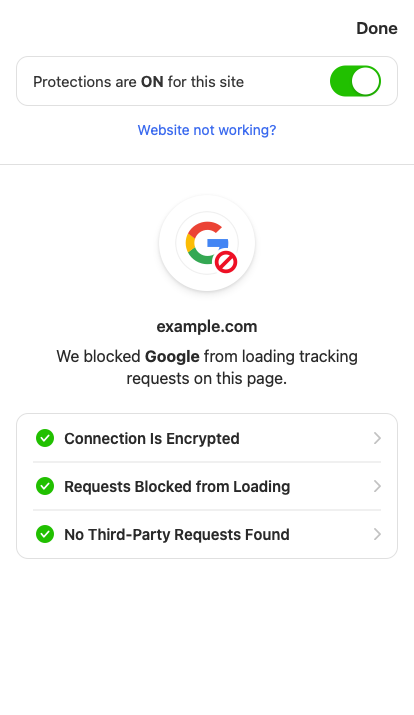 Done
Protections are ON for this site
Website not working?
example.com
We blocked Google from loading tracking
requests on this page.
Connection Is Encrypted
Requests Blocked from Loading
No Third-Party Requests Found